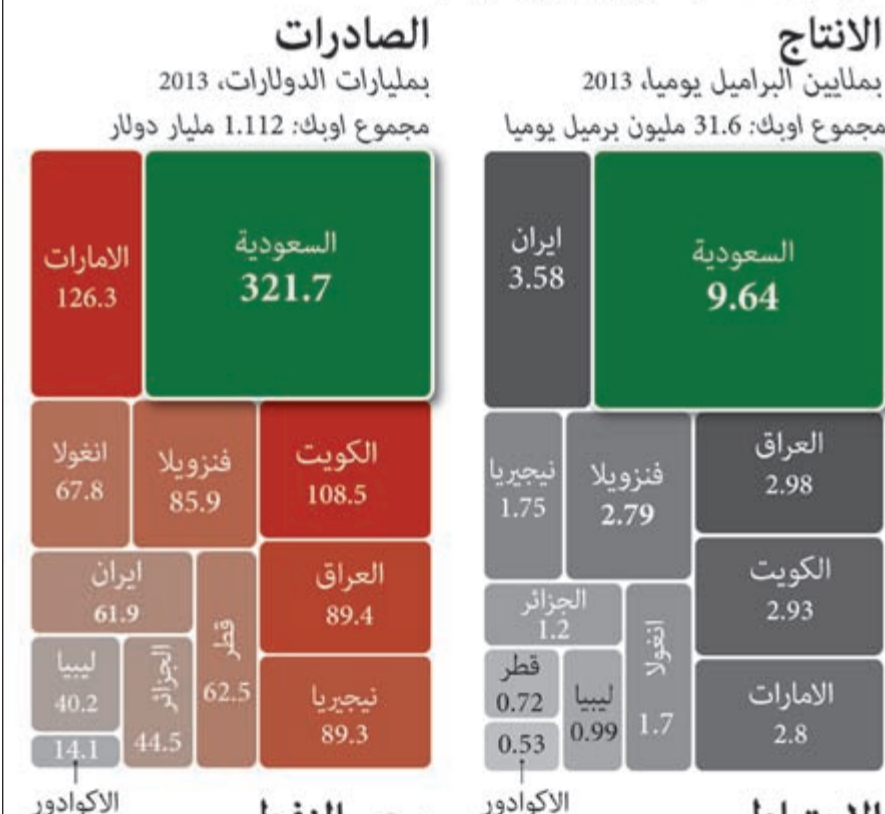 الانتاج
بملايين البراميل يوميا، 2013
مجموع اوبك: 31.6 مليون برميل يوميا
السعودية
9.64
ايران
3.58
العراق
2.98
فنزويلا
2.79
نيجيريا
1.75
الكويت
2.93
الجزائر
1.2
انغولا
1.7
الامارات
2.8
قطر
0.72
ليبيا
0.99
0.53
الاكوادور
الصادرات
بمليارات الدولارات، 2013
مجموع اوبك: 1.112 مليار دولار
السعودية
321.7
الامارات
126.3
الكويت
108.5
فنزويلا
85.9
انغولا
67.8
العراق
89.4
ايران
61.9
قطر
62.5
نيجيريا
89.3
الجزائر
44.5
ليبيا
40.2
14.1
الاكوادور